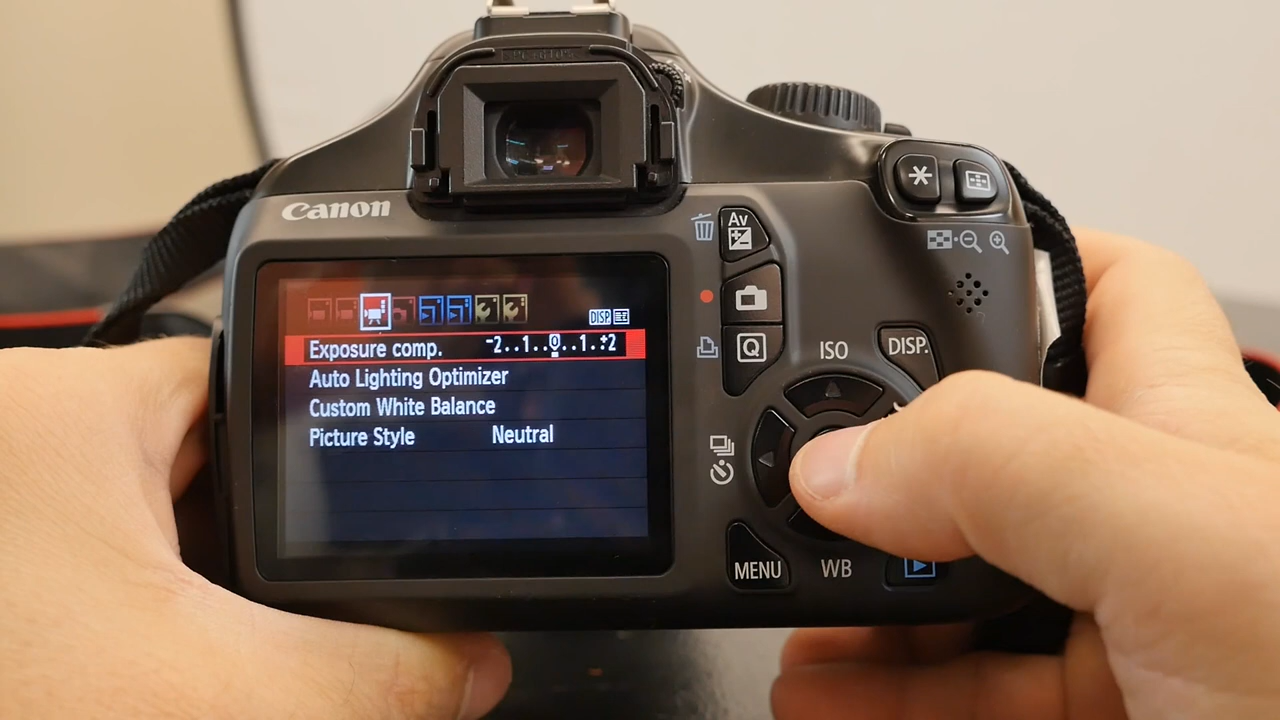 Canon
Av
DISP
Exposure comp. -2..1..0..1.+2
Auto Lighting Optimizer
Custom White Balance
Picture Style Neutral
Q
ISO
DISP.
MENU
WB